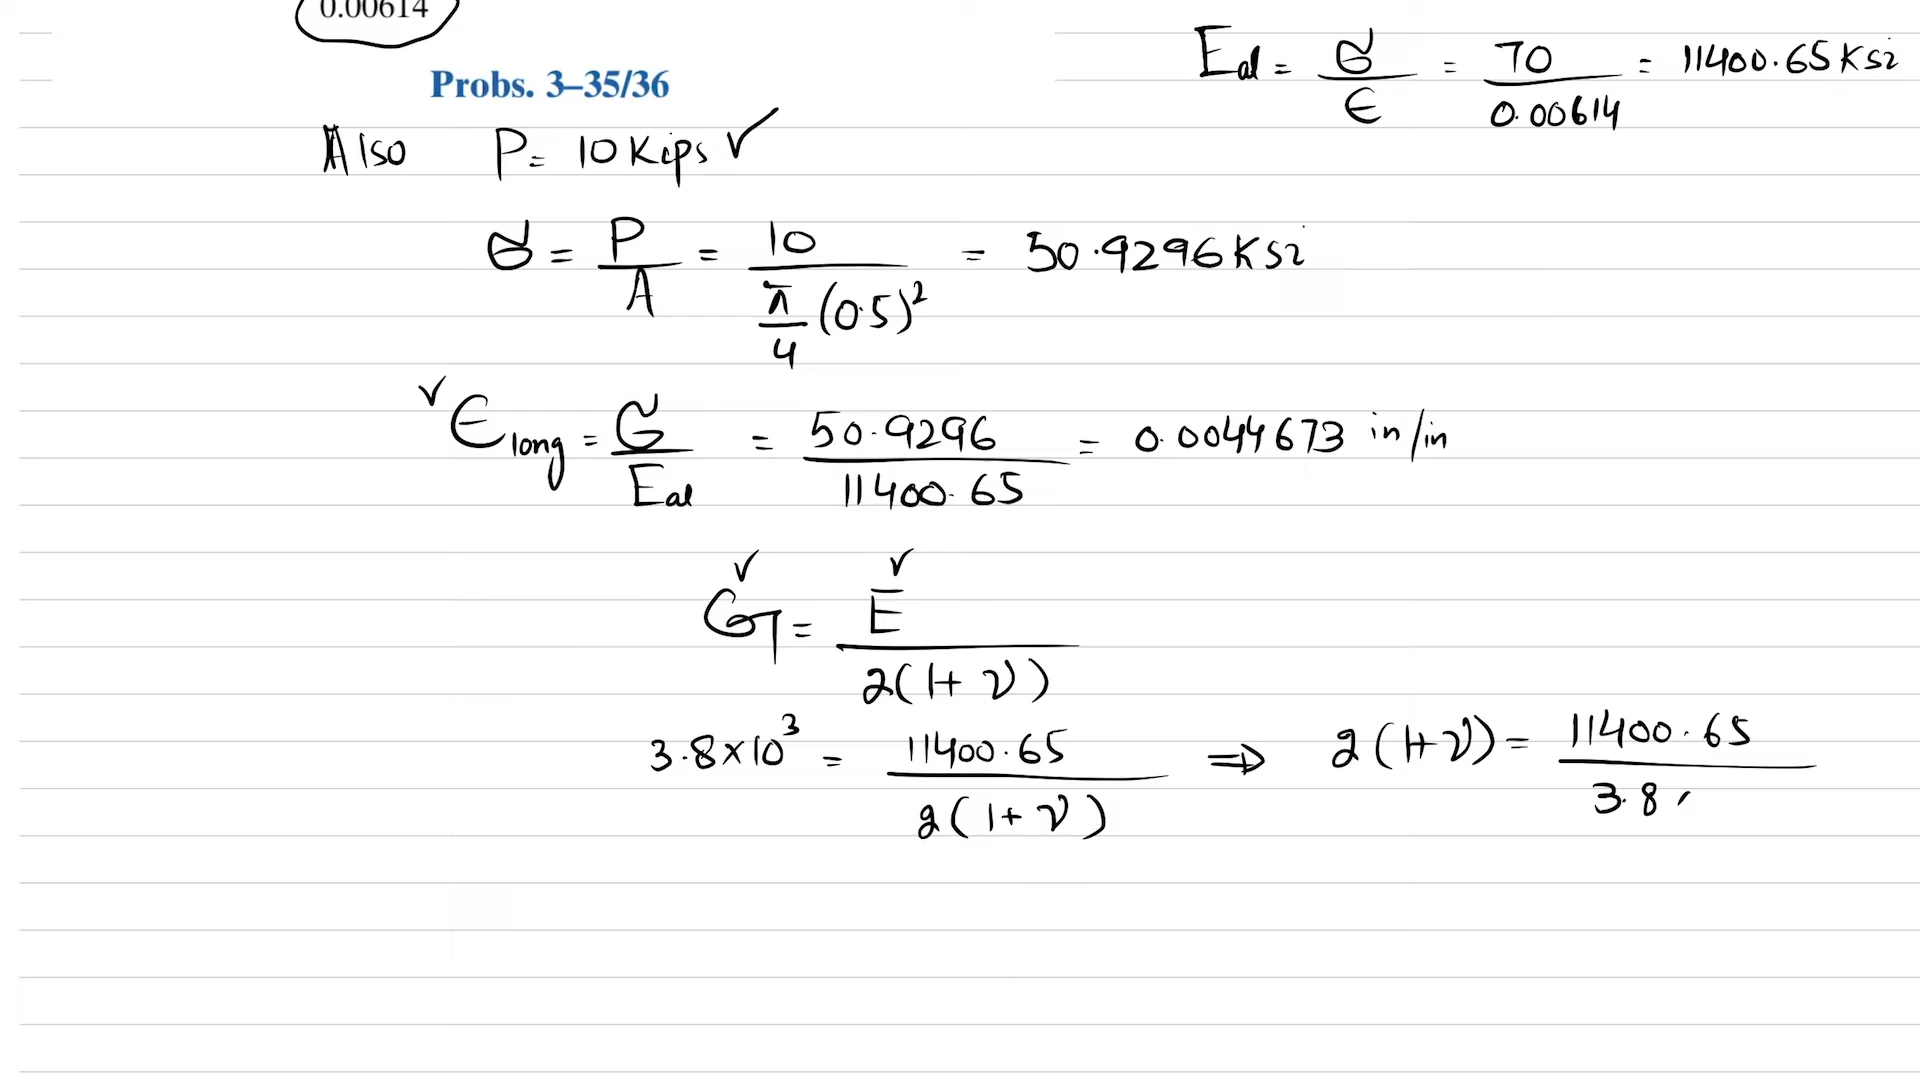 0.00614
E_al = σ/ϵ = 70/0.00614 = 11400.65 Ksi
Probs. 3–35/36
Also P = 10 Kips ✓
σ = P/A = 10/(π/4 (0.5)²) = 50.9296 Ksi
✓ ϵ_long = σ/E_al = 50.9296/11400.65 = 0.0044673 in/in
✓ ✓
G = E/2(1+ν)
3.8×10³ = 11400.65/2(1+ν) ⇒ 2(1+ν) = 11400.65/3.8